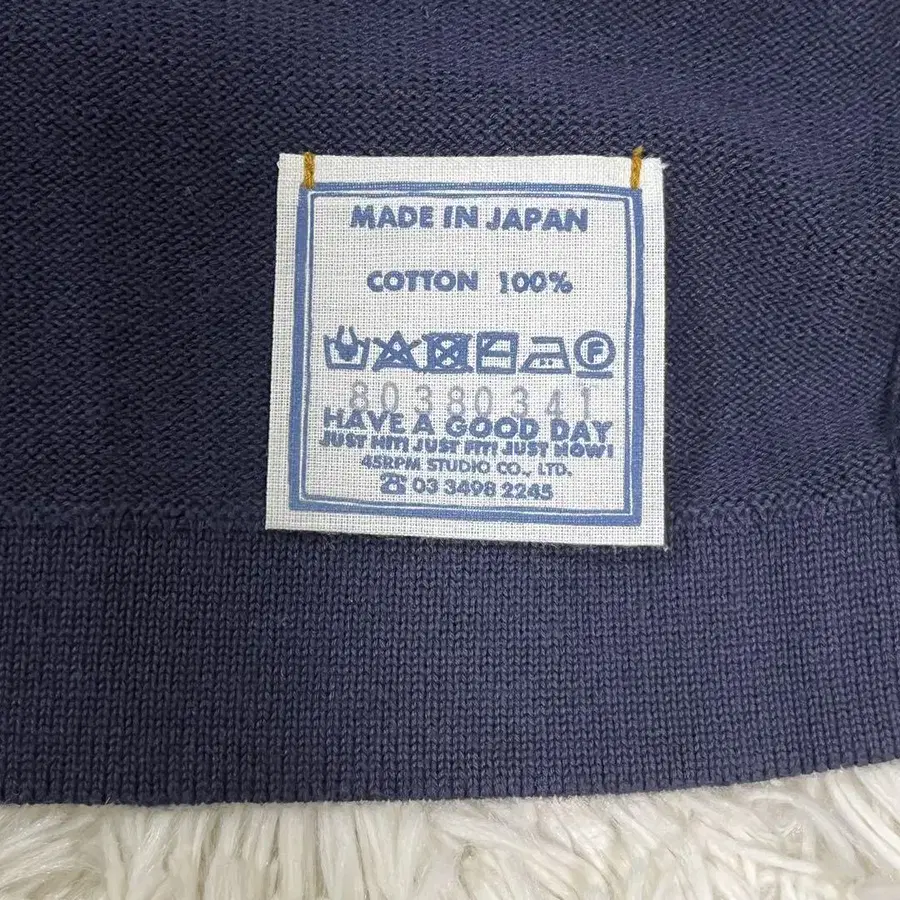 MADE IN JAPAN
COTTON 100%
F
80380341
HAVE A GOOD DAY
JUST HIT! JUST FIT! JUST NOW!
45RPM STUDIO CO., LTD.
☎ 03 3498 2245